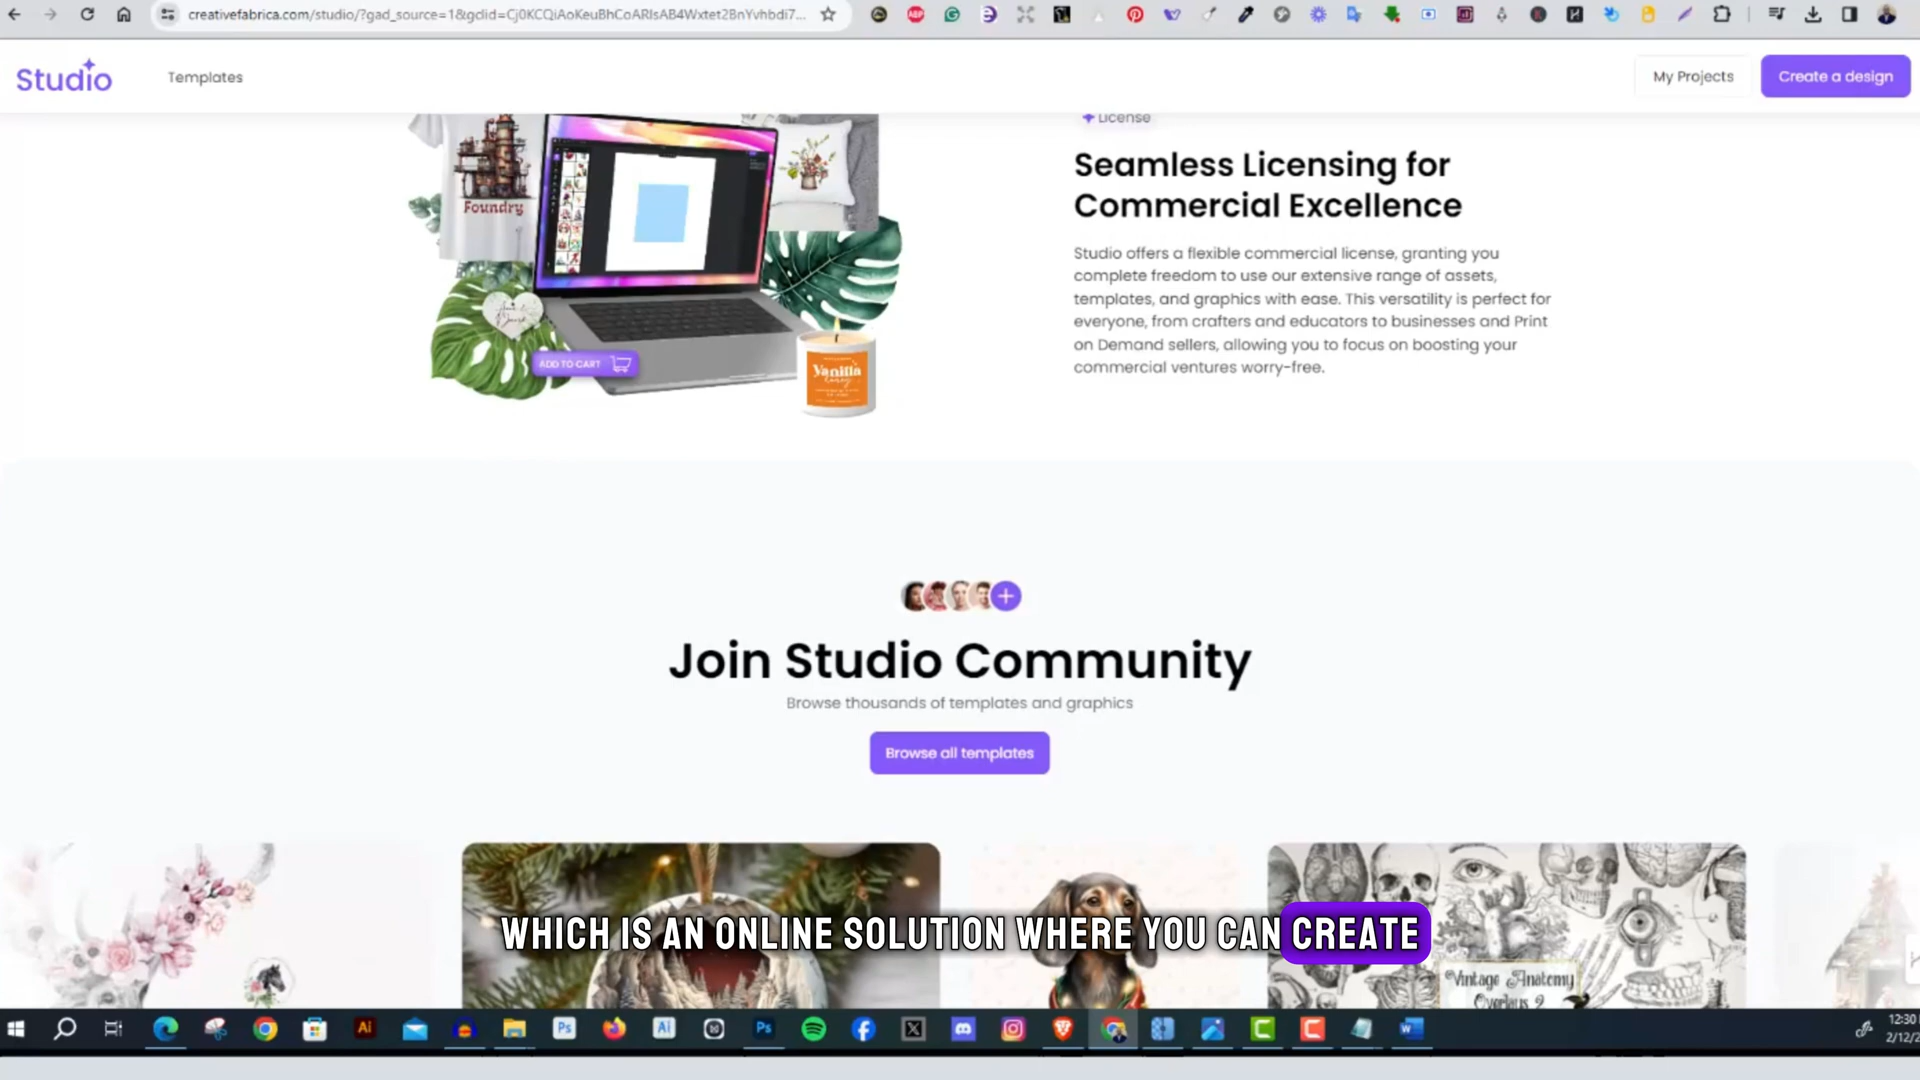 creativefabrica.com/studio/?gad_source=1&gclid=Cj0KCQiAoKeuBhCoARIsAB4Wxtet2BnYvhbdi7...
Studio
Templates
My Projects
Create a design
License
Foundry
ADD TO CART
Vanilla
Seamless Licensing for
Commercial Excellence
Studio offers a flexible commercial license, granting you
complete freedom to use our extensive range of assets,
templates, and graphics with ease. This versatility is perfect for
everyone, from crafters and educators to businesses and Print
on Demand sellers, allowing you to focus on boosting your
commercial ventures worry-free.
Join Studio Community
Browse thousands of templates and graphics
Browse all templates
WHICH IS AN ONLINE SOLUTION WHERE YOU CAN CREATE
Vintage Anatomy
Overlays 2
12:30
2/12/2